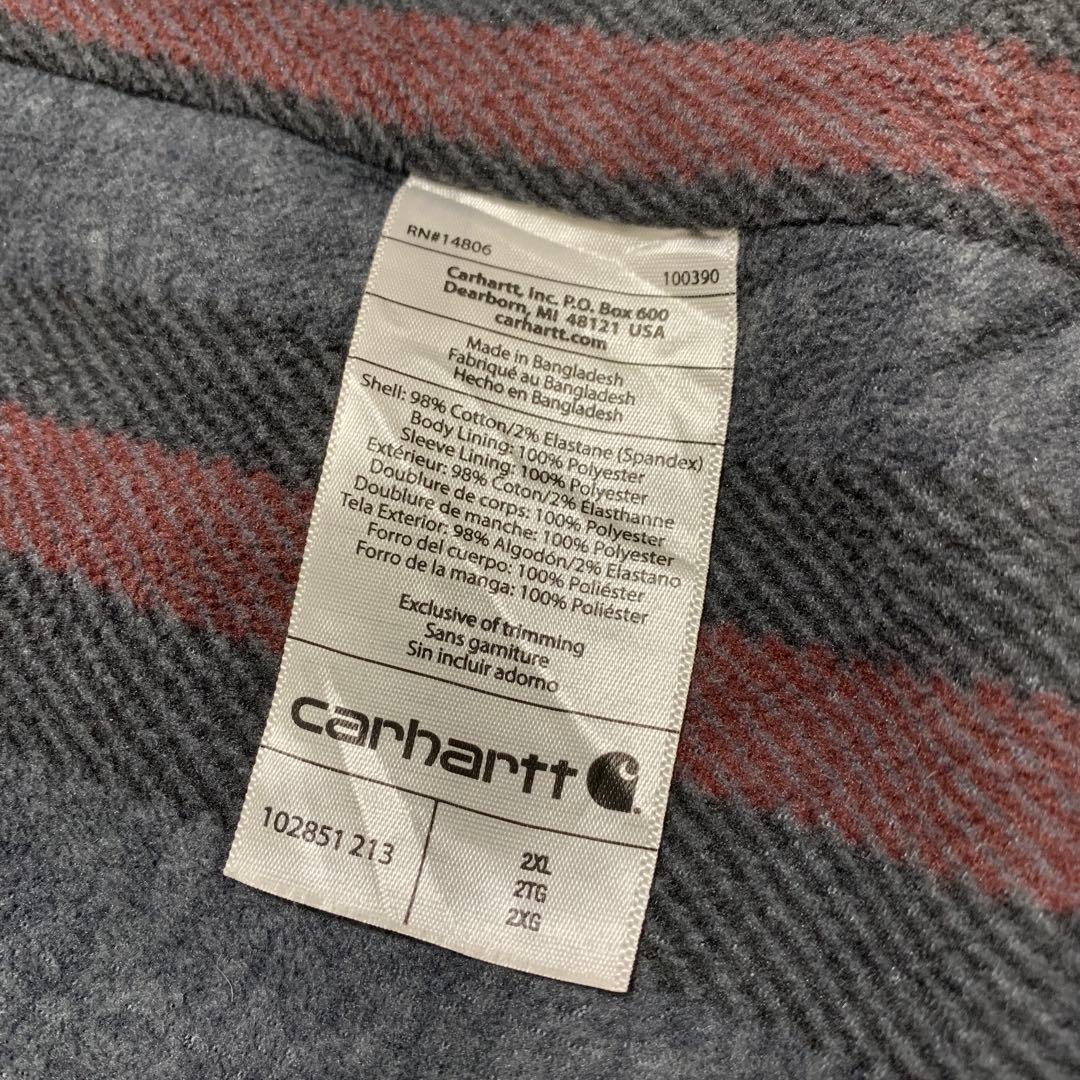 RN#14806
100390
Carhartt, Inc. P.O. Box 600
Dearborn, MI 48121 USA
carhartt.com
Made in Bangladesh
Fabriqué au Bangladesh
Hecho en Bangladesh
Shell: 98% Cotton/2% Elastane (Spandex)
Body Lining: 100% Polyester
Sleeve Lining: 100% Polyester
Extérieur: 98% Coton/2% Elasthanne
Doublure de corps: 100% Polyester
Doublure de manche: 100% Polyester
Tela Exterior: 98% Algodón/2% Elastano
Forro del cuerpo: 100% Poliéster
Forro de la manga: 100% Poliéster
Exclusive of trimming
Sans garniture
Sin incluir adorno
carhartt
102851 213
2XL
2TG
2XG